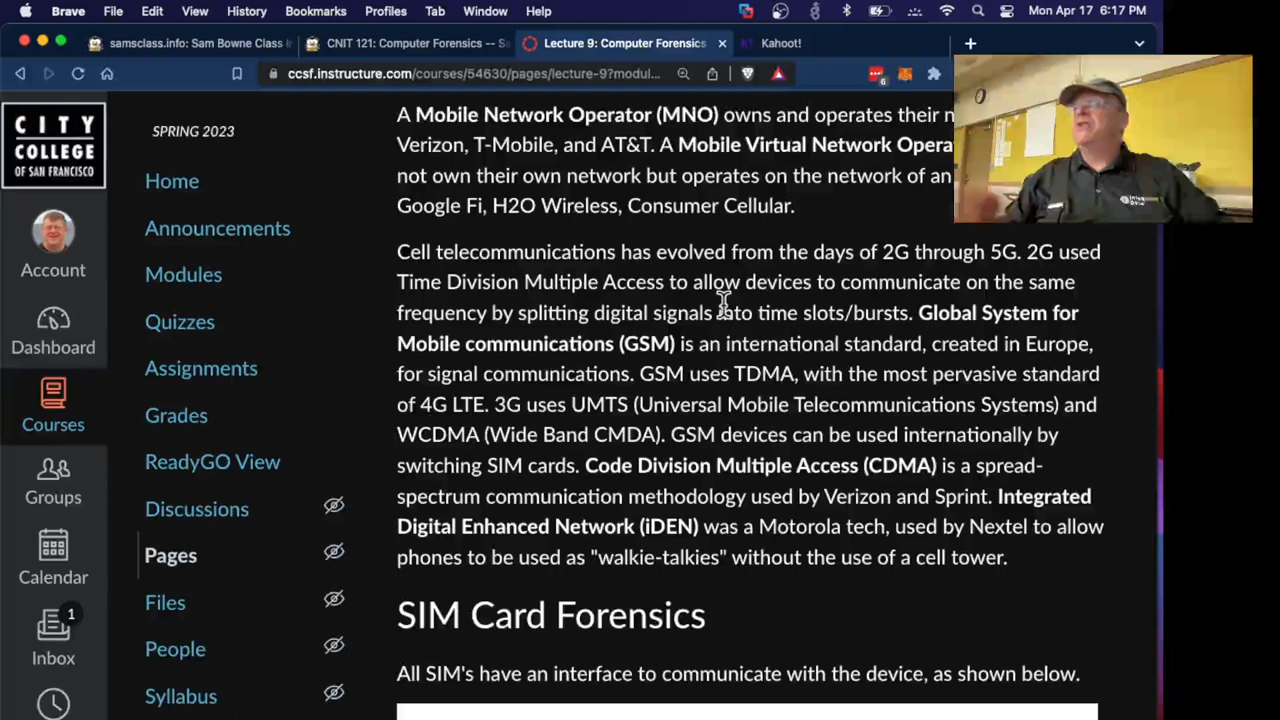 Brave File Edit View History Bookmarks Profiles Tab Window Help Mon Apr 17 6:17 PM
samsclass.info: Sam Bowne Class I
CNIT 121: Computer Forensics -- Sa
Lecture 9: Computer Forensics
Kahoot!
ccsf.instructure.com/courses/54630/pages/lecture-9?modul...
6
CITY
COLLEGE
OF SAN FRANCISCO
Account
Dashboard
Courses
Groups
Calendar
1
Inbox
SPRING 2023
Home
Announcements
Modules
Quizzes
Assignments
Grades
ReadyGO View
Discussions
Pages
Files
People
Syllabus
A Mobile Network Operator (MNO) owns and operates their n
Verizon, T-Mobile, and AT&T. A Mobile Virtual Network Opera
not own their own network but operates on the network of an
Google Fi, H2O Wireless, Consumer Cellular.
Cell telecommunications has evolved from the days of 2G through 5G. 2G used
Time Division Multiple Access to allow devices to communicate on the same
frequency by splitting digital signals into time slots/bursts. Global System for
Mobile communications (GSM) is an international standard, created in Europe,
for signal communications. GSM uses TDMA, with the most pervasive standard
of 4G LTE. 3G uses UMTS (Universal Mobile Telecommunications Systems) and
WCDMA (Wide Band CMDA). GSM devices can be used internationally by
switching SIM cards. Code Division Multiple Access (CDMA) is a spread-
spectrum communication methodology used by Verizon and Sprint. Integrated
Digital Enhanced Network (iDEN) was a Motorola tech, used by Nextel to allow
phones to be used as "walkie-talkies" without the use of a cell tower.
SIM Card Forensics
All SIM's have an interface to communicate with the device, as shown below.